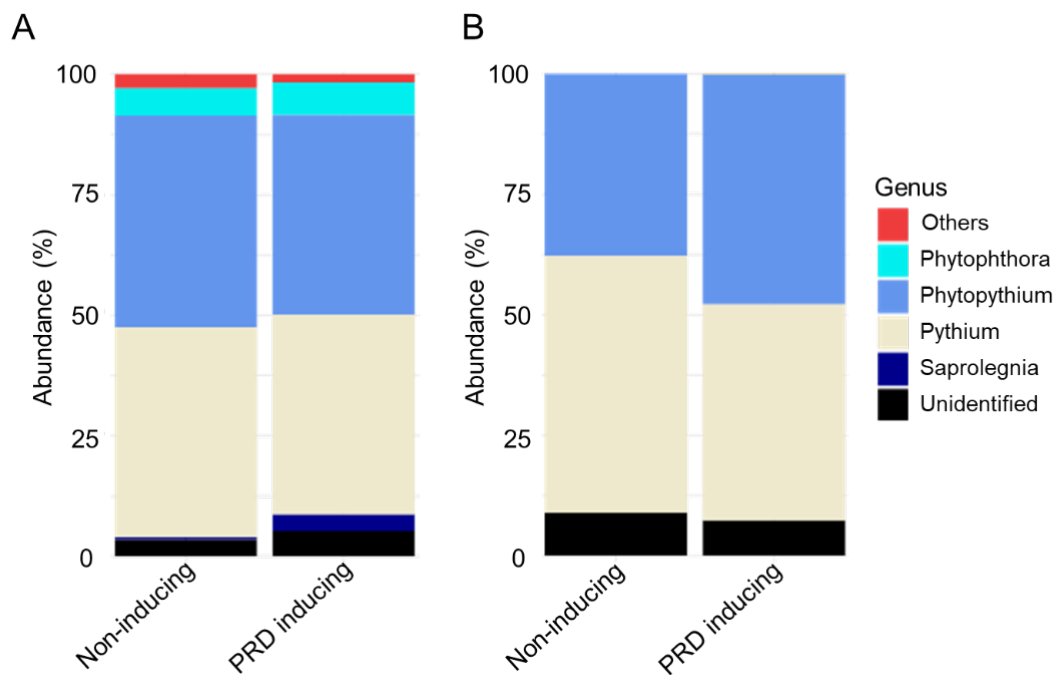 A
B
100
75
50
25
0
Abundance (%)
Non-inducing
PRD inducing
100
75
50
25
0
Abundance (%)
Non-inducing
PRD inducing
Genus
Others
Phytophthora
Phytopythium
Pythium
Saprolegnia
Unidentified